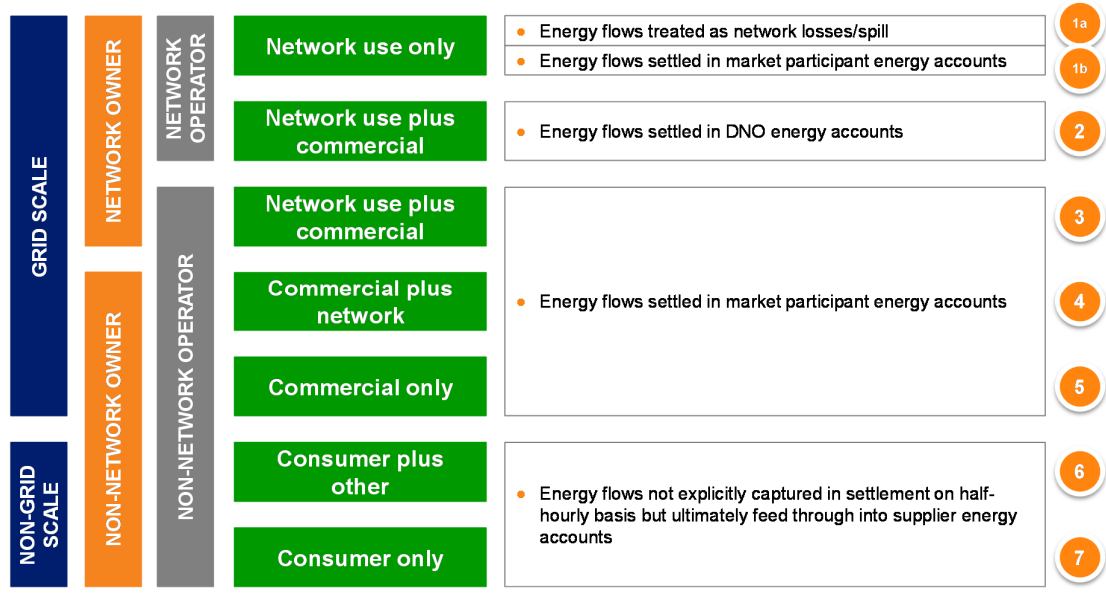 GRID SCALE
NON-GRID
SCALE
NETWORK OWNER
NON-NETWORK OWNER
NETWORK
OPERATOR
NON-NETWORK OPERATOR
Network use only
• Energy flows treated as network losses/spill
1a
• Energy flows settled in market participant energy accounts
1b
Network use plus
commercial
• Energy flows settled in DNO energy accounts
2
Network use plus
commercial
3
Commercial plus
network
• Energy flows settled in market participant energy accounts
4
Commercial only
5
Consumer plus
other
6
• Energy flows not explicitly captured in settlement on half-
hourly basis but ultimately feed through into supplier energy
accounts
Consumer only
7